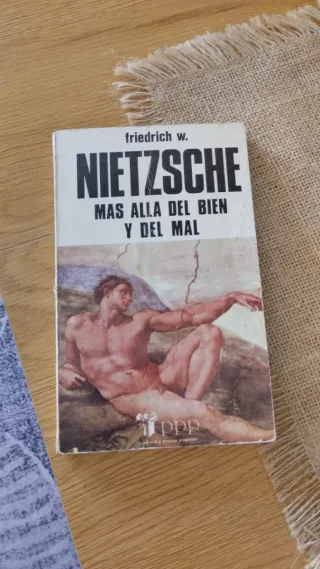 friedrich w.
NIETZSCHE
MAS ALLA DEL BIEN
Y DEL MAL
ppp